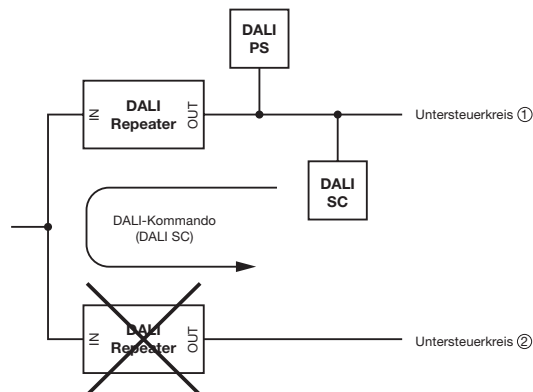 DALI
PS
IN
DALI
Repeater
OUT
Untersteuerkreis ①
DALI
SC
DALI-Kommando
(DALI SC)
IN
DALI
Repeater
OUT
Untersteuerkreis ②